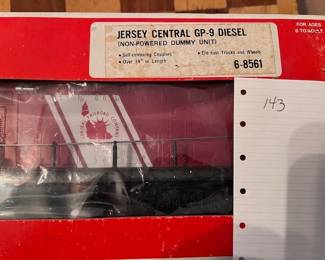 JERSEY CENTRAL GP-9 DIESEL
(NON-POWERED DUMMY UNIT)
• Self-centering Couplers • Die Cast Trucks and Wheels
• Over 14" in Length
6-8561
FOR AGES
8 TO ADULT
143